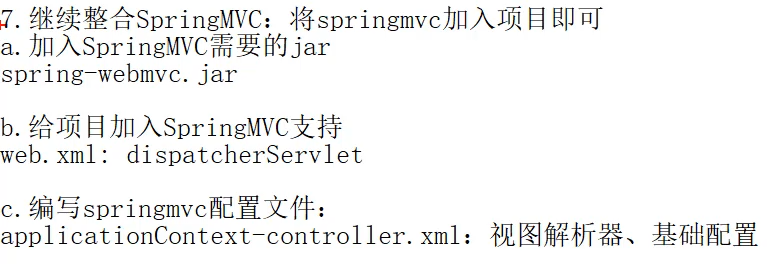 7.继续整合SpringMVC：将springmvc加入项目即可
a.加入SpringMVC需要的jar
spring-webmvc.jar
b.给项目加入SpringMVC支持
web.xml: dispatcherServlet
c.编写springmvc配置文件：
applicationContext-controller.xml：视图解析器、基础配置